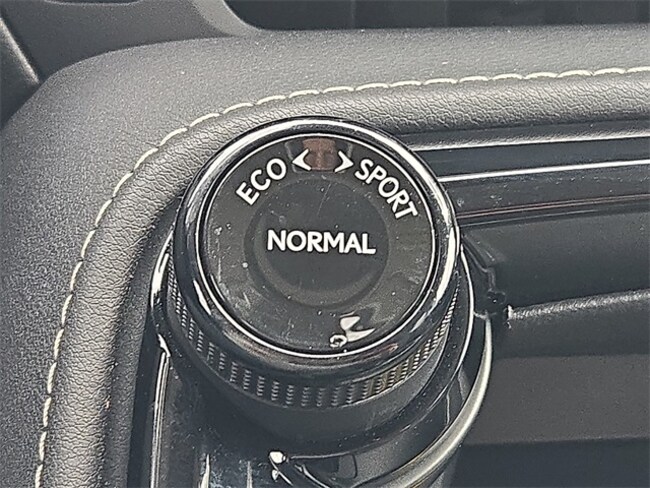 ECO < > SPORT
NORMAL